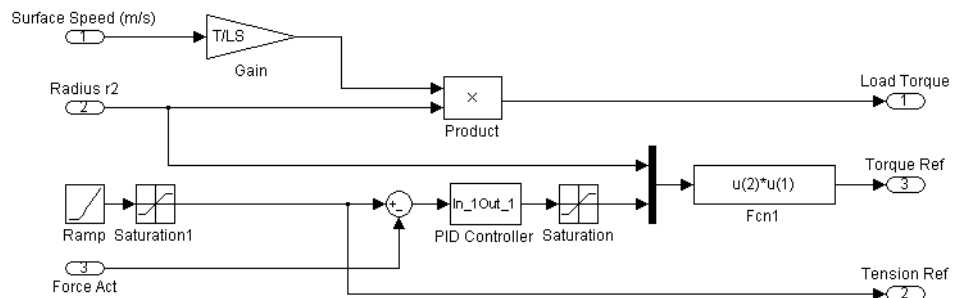 Surface Speed (m/s)
1
T/LS
Gain
Radius r2
2
×
Product
Load Torque
1
u(2)*u(1)
Fcn1
Torque Ref
3
Ramp
Saturation1
+
_
In_1Out_1
PID Controller
Saturation
3
Force Act
Tension Ref
2